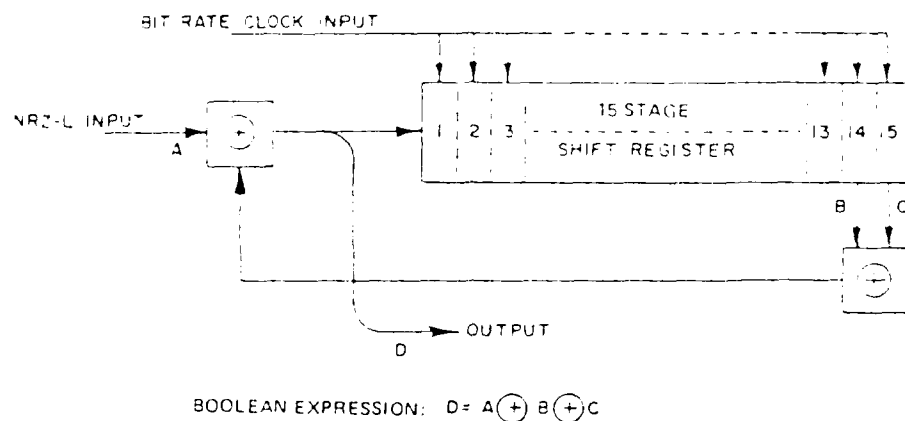 BIT RATE CLOCK INPUT
NRZ-L INPUT
A
+
1 2 3
15 STAGE
SHIFT REGISTER
13 14 15
B C
+
D
OUTPUT
BOOLEAN EXPRESSION: D= A ⊕ B ⊕ C